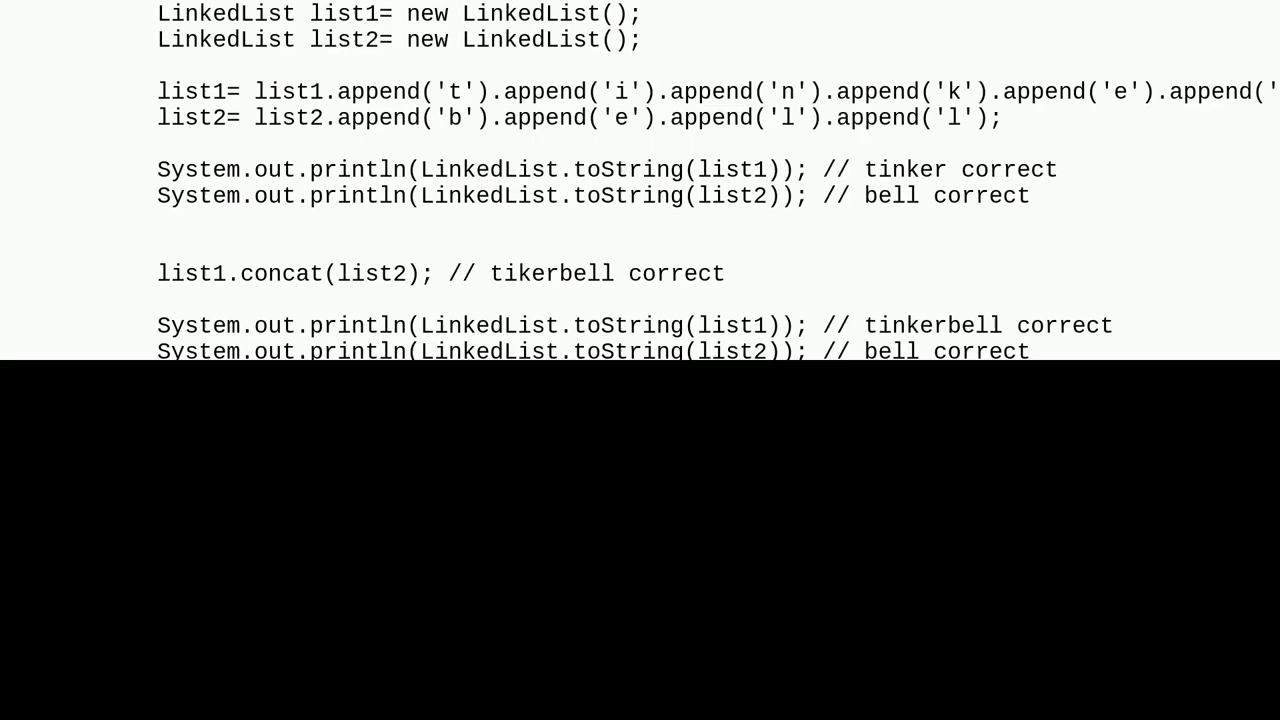 LinkedList list1= new LinkedList();
LinkedList list2= new LinkedList();
list1= list1.append('t').append('i').append('n').append('k').append('e').append('
list2= list2.append('b').append('e').append('l').append('l');
System.out.println(LinkedList.toString(list1)); // tinker correct
System.out.println(LinkedList.toString(list2)); // bell correct
list1.concat(list2); // tikerbell correct
System.out.println(LinkedList.toString(list1)); // tinkerbell correct
System.out.println(LinkedList.toString(list2)); // bell correct